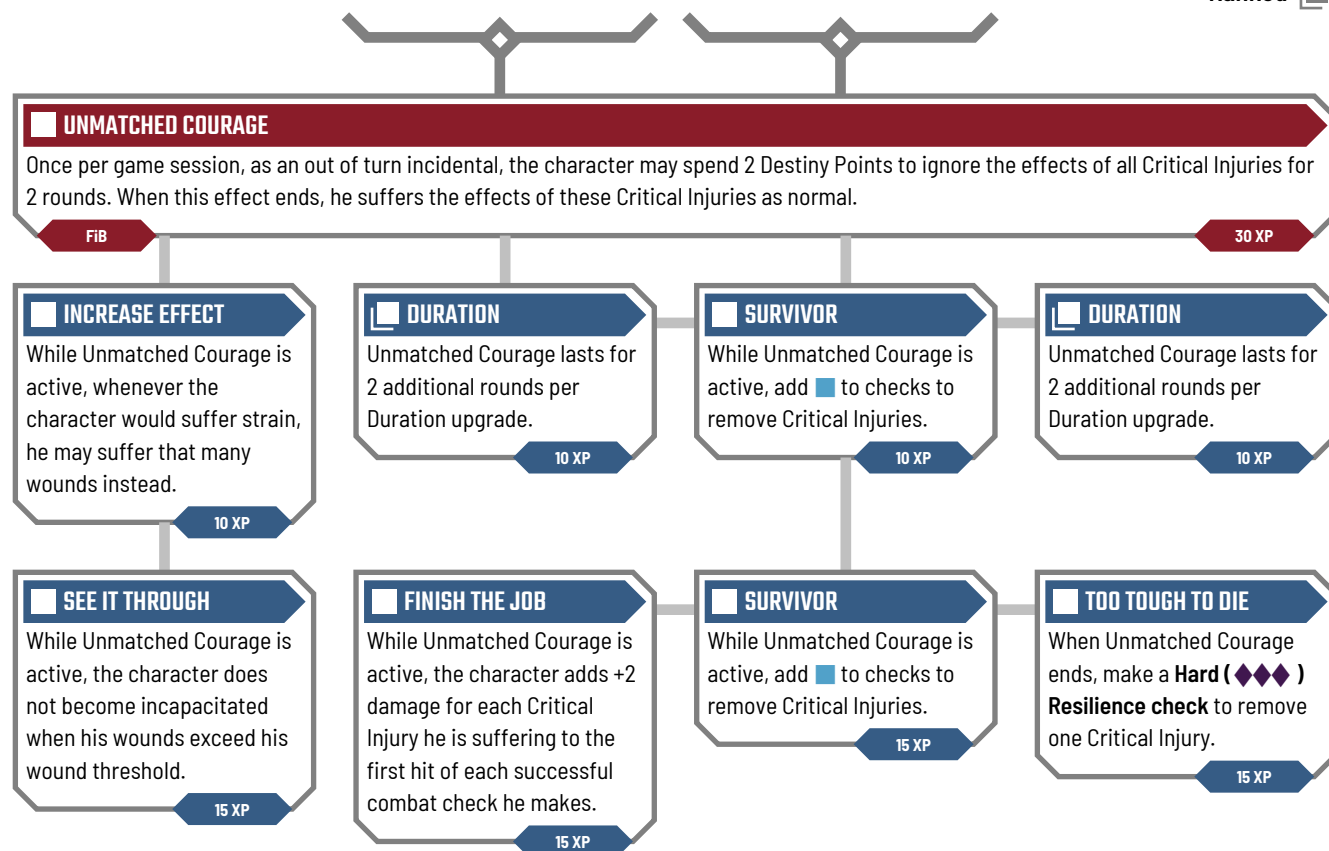 Ranked
UNMATCHED COURAGE
Once per game session, as an out of turn incidental, the character may spend 2 Destiny Points to ignore the effects of all Critical Injuries for
2 rounds. When this effect ends, he suffers the effects of these Critical Injuries as normal.
FiB
30 XP
INCREASE EFFECT
While Unmatched Courage is
active, whenever the
character would suffer strain,
he may suffer that many
wounds instead.
10 XP
DURATION
Unmatched Courage lasts for
2 additional rounds per
Duration upgrade.
10 XP
SURVIVOR
While Unmatched Courage is
active, add to checks to
remove Critical Injuries.
10 XP
DURATION
Unmatched Courage lasts for
2 additional rounds per
Duration upgrade.
10 XP
SEE IT THROUGH
While Unmatched Courage is
active, the character does
not become incapacitated
when his wounds exceed his
wound threshold.
15 XP
FINISH THE JOB
While Unmatched Courage is
active, the character adds +2
damage for each Critical
Injury he is suffering to the
first hit of each successful
combat check he makes.
15 XP
SURVIVOR
While Unmatched Courage is
active, add to checks to
remove Critical Injuries.
15 XP
TOO TOUGH TO DIE
When Unmatched Courage
ends, make a Hard (◆◆◆ )
Resilience check to remove
one Critical Injury.
15 XP